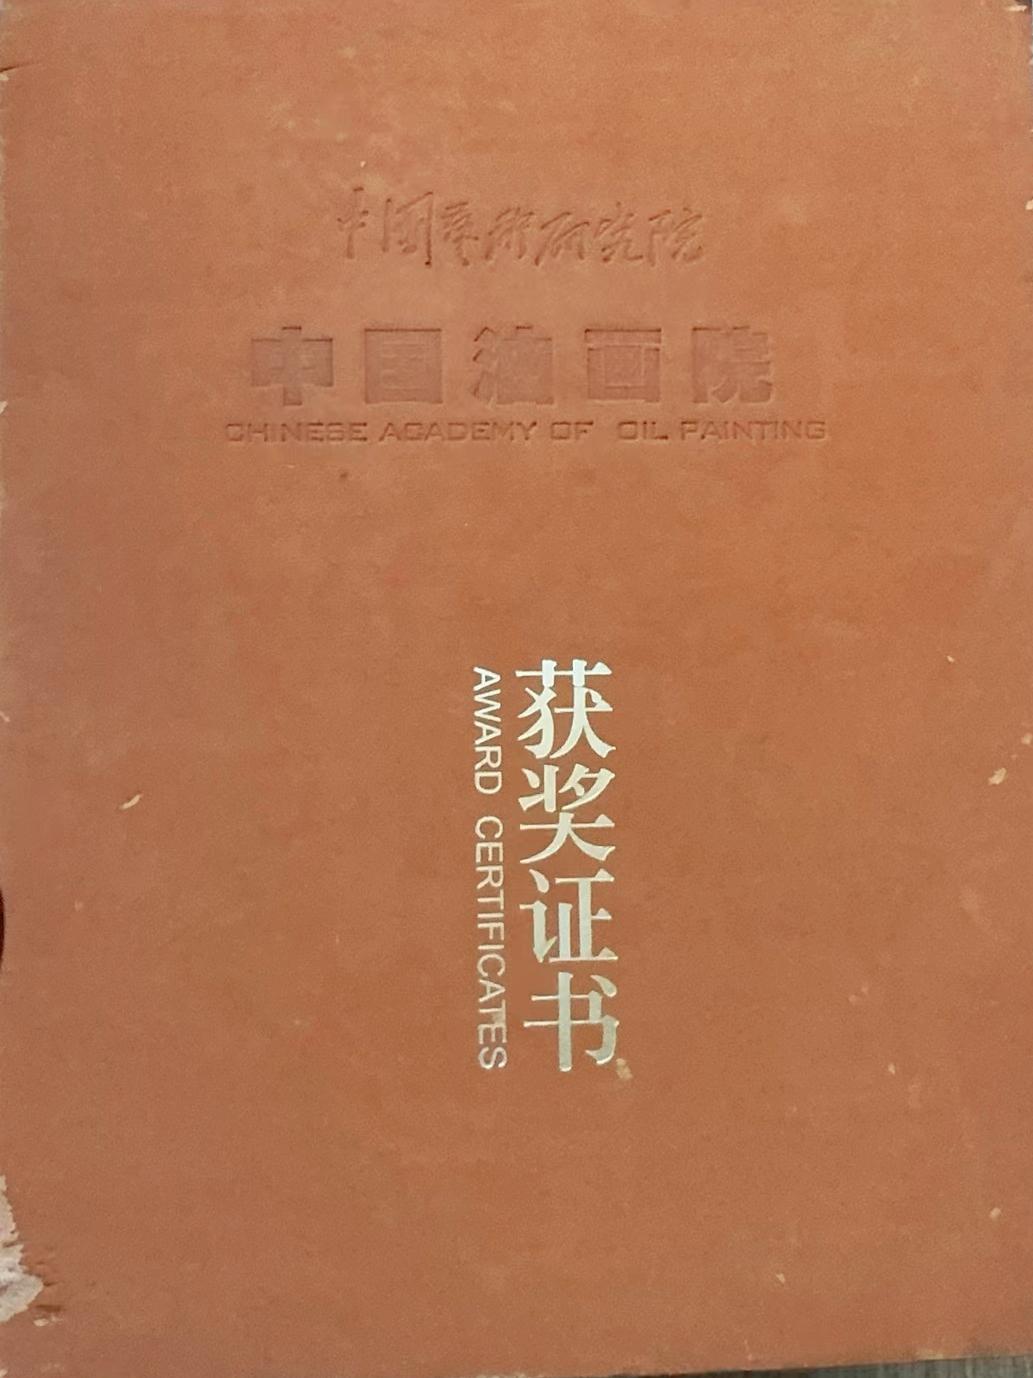 中国艺术研究院
中国油画院
CHINESE ACADEMY OF OIL PAINTING
获奖证书
AWARD CERTIFICATES